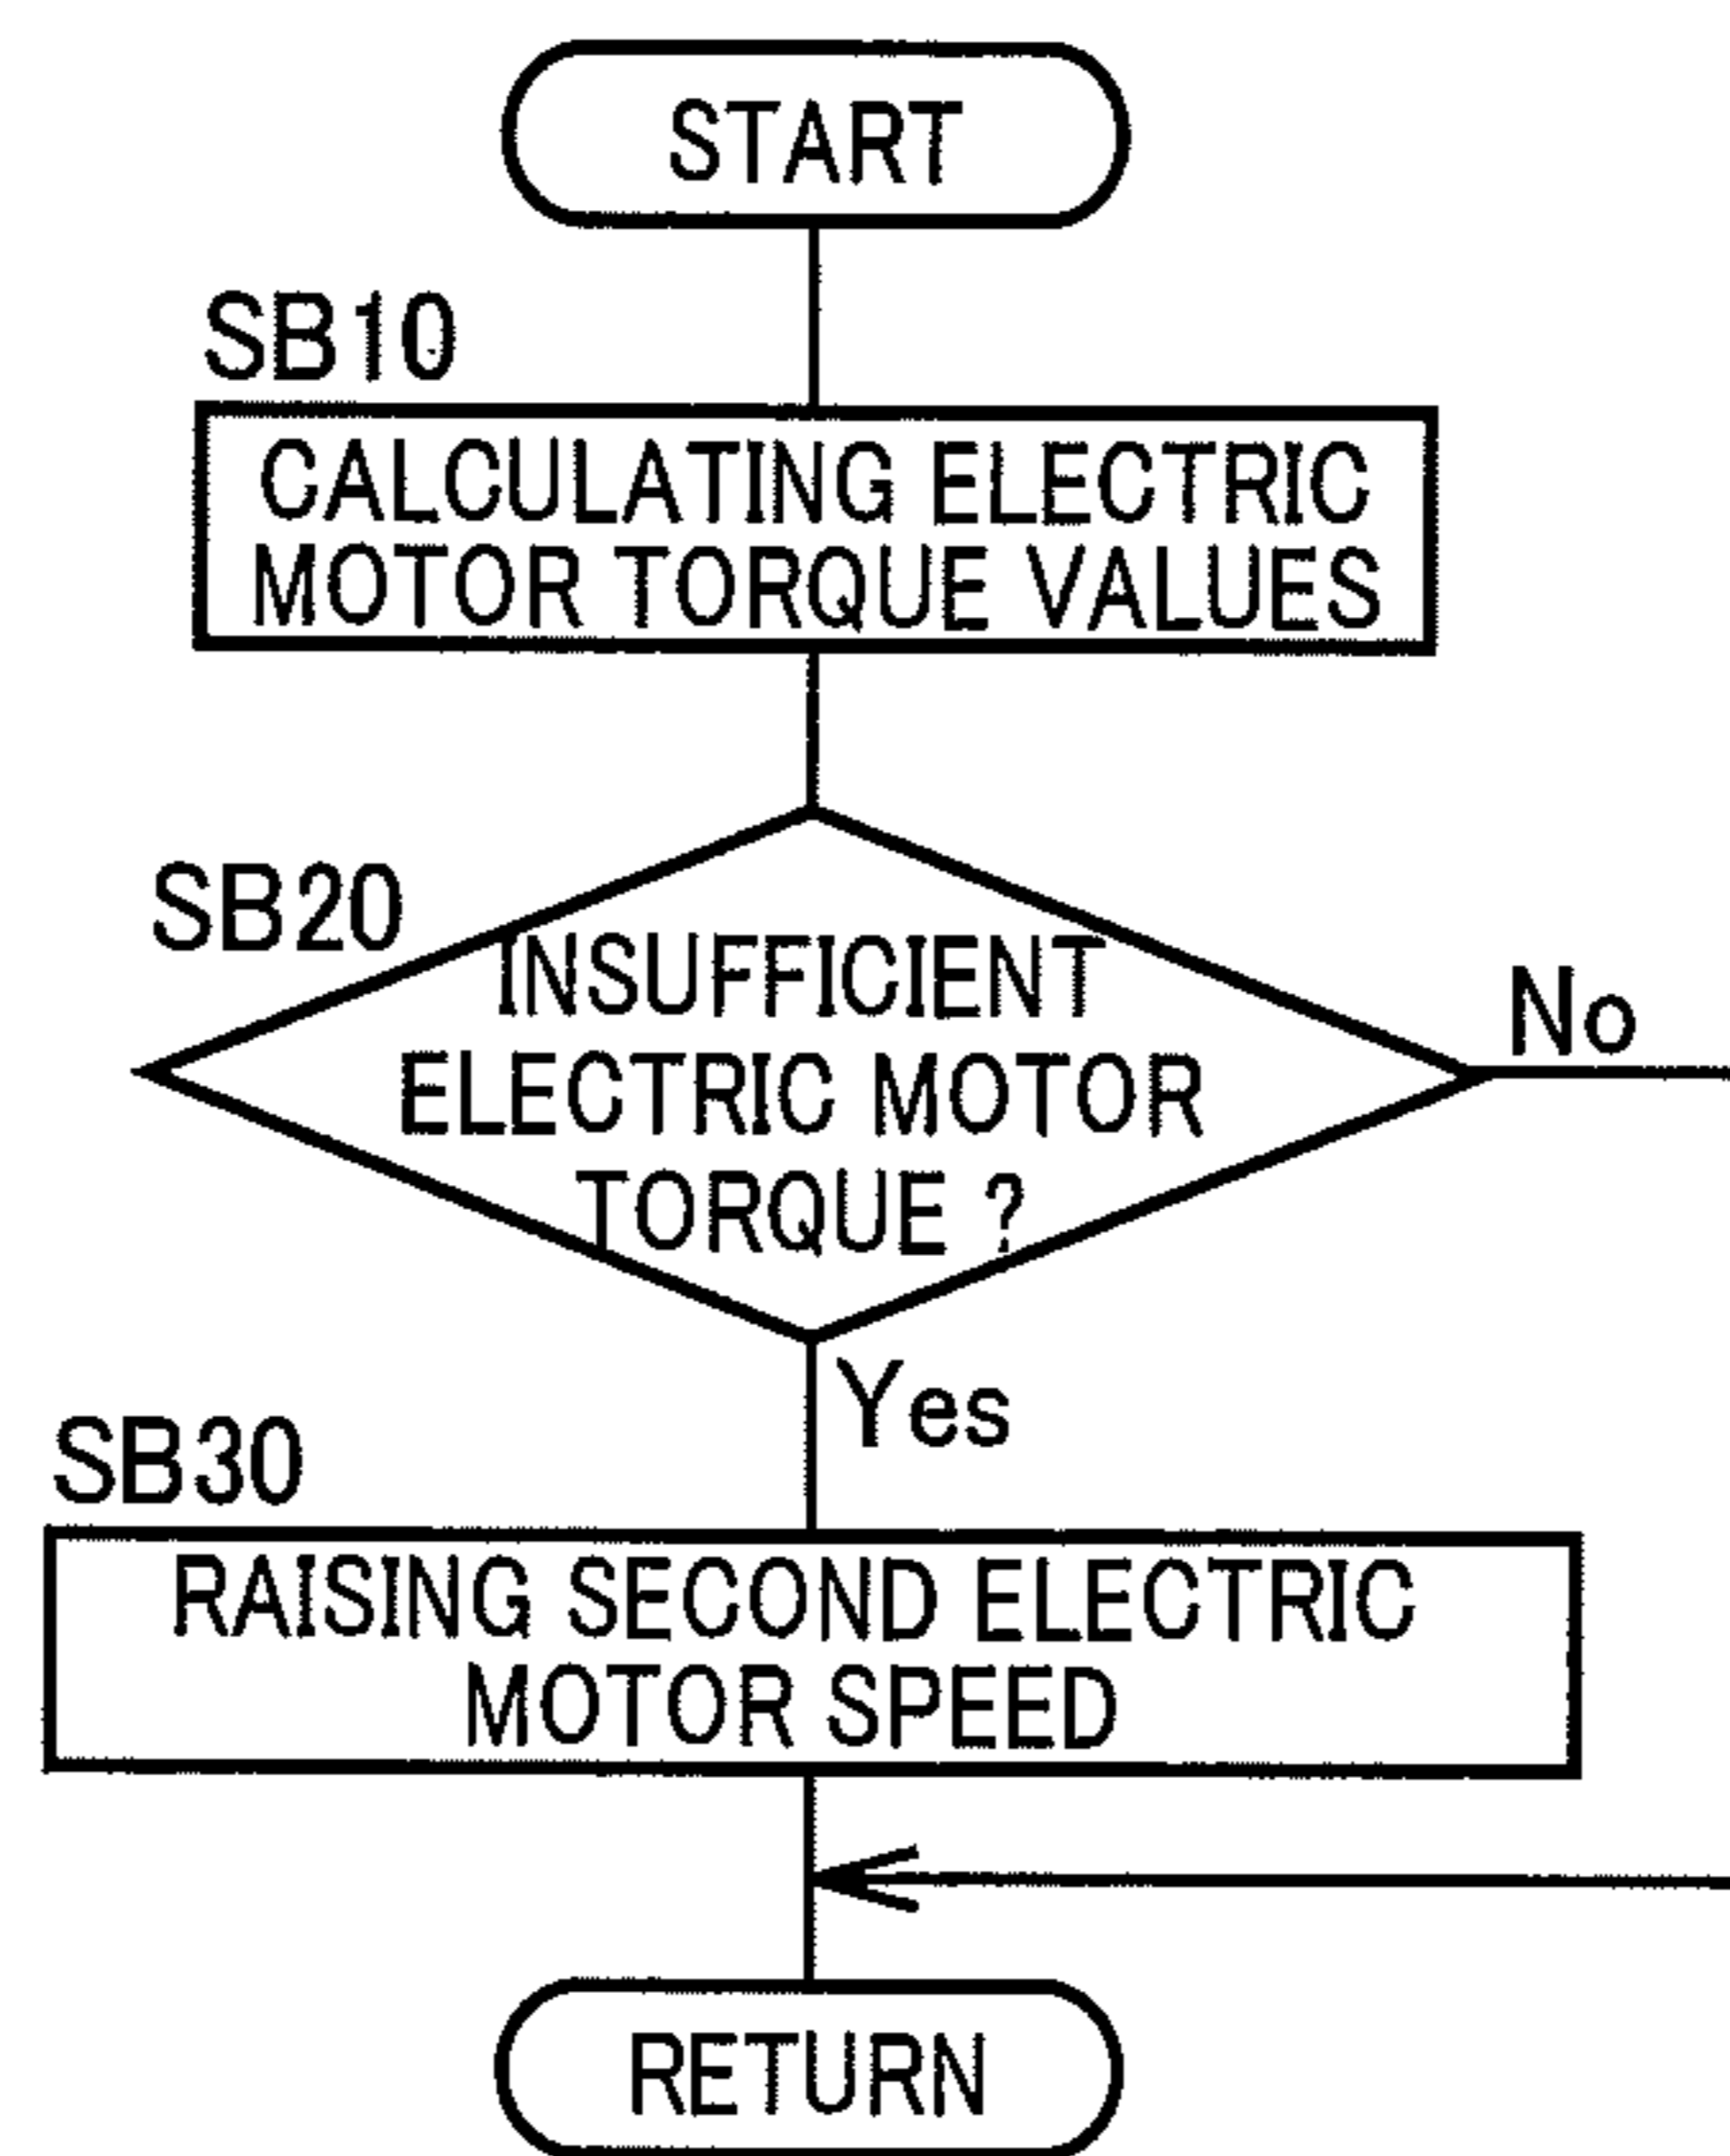 START
SB10
CALCULATING ELECTRIC
MOTOR TORQUE VALUES
SB20
INSUFFICIENT
ELECTRIC MOTOR
TORQUE ?
No
Yes
SB30
RAISING SECOND ELECTRIC
MOTOR SPEED
RETURN